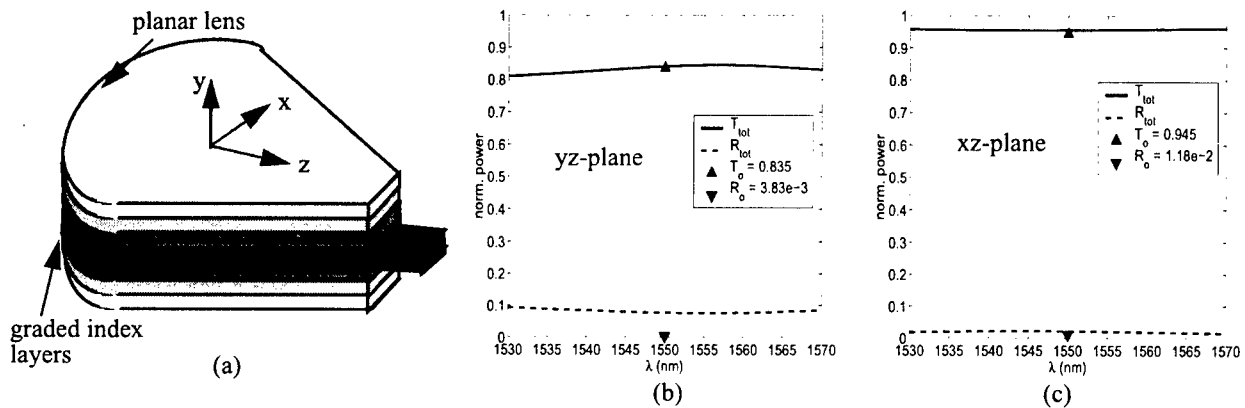 planar lens
y
x
z
graded index
layers
(a)
norm. power
1
0.9
0.8
0.7
0.6
0.5
0.4
0.3
0.2
0.1
0
yz-plane
T_tot
R_tot
T_o = 0.835
R_o = 3.83e-3
1530 1535 1540 1545 1550 1555 1560 1565 1570
λ (nm)
(b)
norm. power
1
0.9
0.8
0.7
0.6
0.5
0.4
0.3
0.2
0.1
0
xz-plane
T_tot
R_tot
T_o = 0.945
R_o = 1.18e-2
1530 1535 1540 1545 1550 1555 1560 1565 1570
λ (nm)
(c)